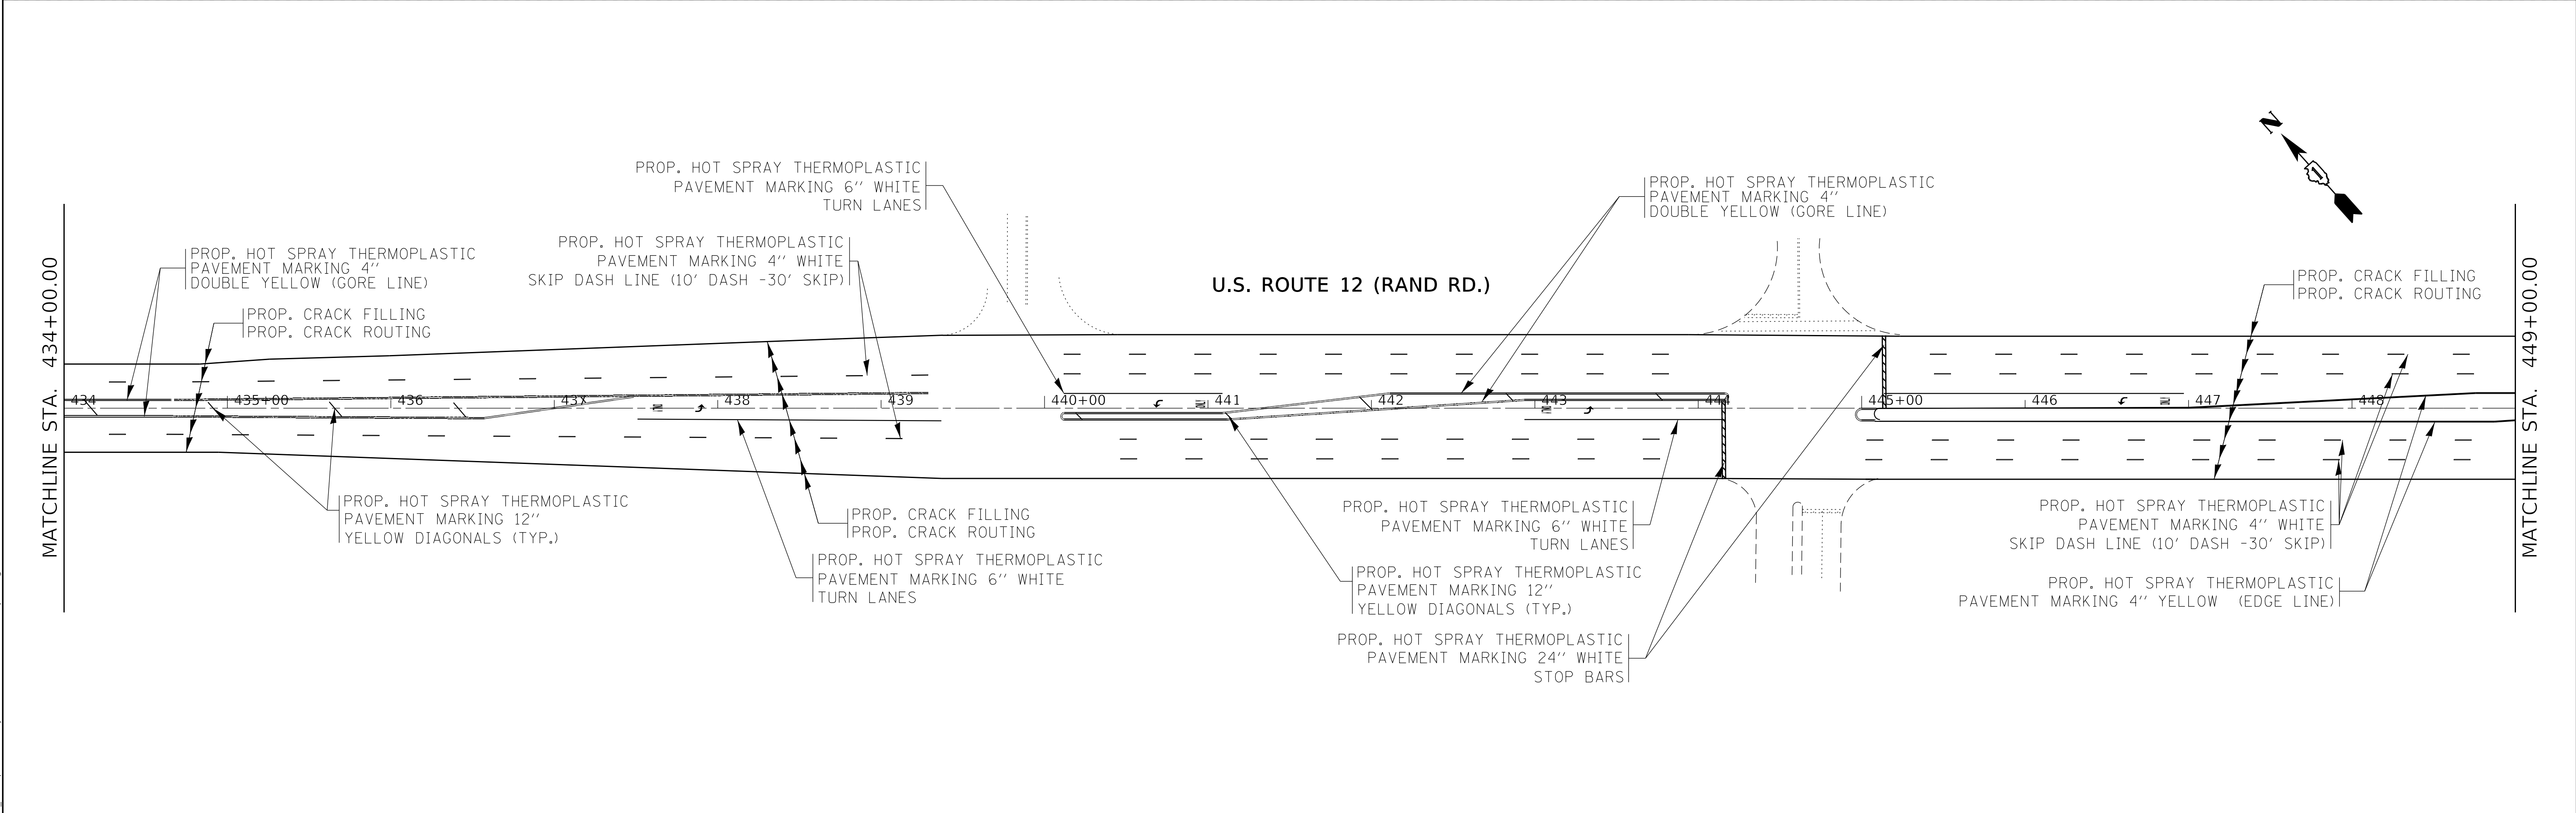 PROP. HOT SPRAY THERMOPLASTIC
PAVEMENT MARKING 6" WHITE
TURN LANES
PROP. HOT SPRAY THERMOPLASTIC
PAVEMENT MARKING 4"
DOUBLE YELLOW (GORE LINE)
N
1
PROP. HOT SPRAY THERMOPLASTIC
PAVEMENT MARKING 4"
DOUBLE YELLOW (GORE LINE)
PROP. HOT SPRAY THERMOPLASTIC
PAVEMENT MARKING 4" WHITE
SKIP DASH LINE (10' DASH -30' SKIP)
U.S. ROUTE 12 (RAND RD.)
PROP. CRACK FILLING
PROP. CRACK ROUTING
PROP. CRACK FILLING
PROP. CRACK ROUTING
MATCHLINE STA. 434+00.00
434
435+00
436
437
438
439
440+00
441
442
443
444
445+00
446
447
448
MATCHLINE STA. 449+00.00
PROP. HOT SPRAY THERMOPLASTIC
PAVEMENT MARKING 12"
YELLOW DIAGONALS (TYP.)
PROP. CRACK FILLING
PROP. CRACK ROUTING
PROP. HOT SPRAY THERMOPLASTIC
PAVEMENT MARKING 6" WHITE
TURN LANES
PROP. HOT SPRAY THERMOPLASTIC
PAVEMENT MARKING 6" WHITE
TURN LANES
PROP. HOT SPRAY THERMOPLASTIC
PAVEMENT MARKING 12"
YELLOW DIAGONALS (TYP.)
PROP. HOT SPRAY THERMOPLASTIC
PAVEMENT MARKING 24" WHITE
STOP BARS
PROP. HOT SPRAY THERMOPLASTIC
PAVEMENT MARKING 4" WHITE
SKIP DASH LINE (10' DASH -30' SKIP)
PROP. HOT SPRAY THERMOPLASTIC
PAVEMENT MARKING 4" YELLOW (EDGE LINE)